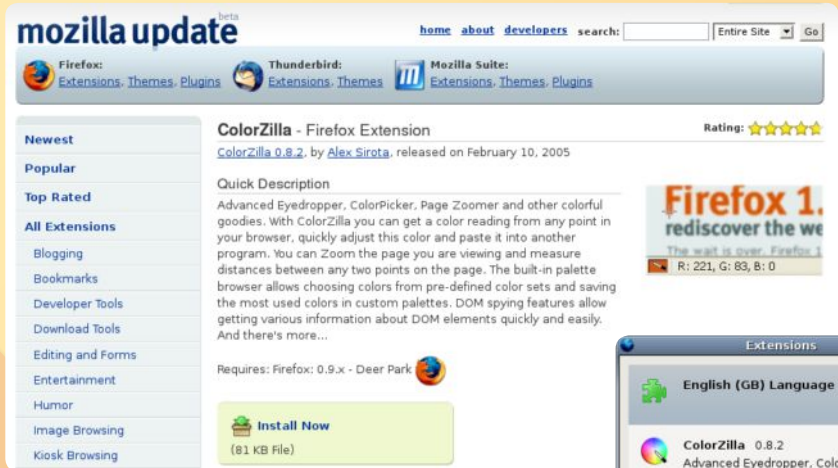 mozilla update beta
home about developers search: Entire Site Go
Firefox:
Extensions, Themes, Plugins
Thunderbird:
Extensions, Themes
Mozilla Suite:
Extensions, Themes, Plugins
Newest
Popular
Top Rated
All Extensions
Blogging
Bookmarks
Developer Tools
Download Tools
Editing and Forms
Entertainment
Humor
Image Browsing
Kiosk Browsing
ColorZilla - Firefox Extension
Rating:
ColorZilla 0.8.2, by Alex Sirota, released on February 10, 2005
Quick Description
Advanced Eyedropper, ColorPicker, Page Zoomer and other colorful
goodies. With ColorZilla you can get a color reading from any point in
your browser, quickly adjust this color and paste it into another
program. You can Zoom the page you are viewing and measure
distances between any two points on the page. The built-in palette
browser allows choosing colors from pre-defined color sets and saving
the most used colors in custom palettes. DOM spying features allow
getting various information about DOM elements quickly and easily.
And there's more...
Requires: Firefox: 0.9.x - Deer Park
Install Now
(81 KB File)
Firefox 1.
rediscover the we
The wait is over. Firefox 1
R: 221, G: 83, B: 0
Extensions
English (GB) Language
ColorZilla 0.8.2
Advanced Eyedropper, Colo